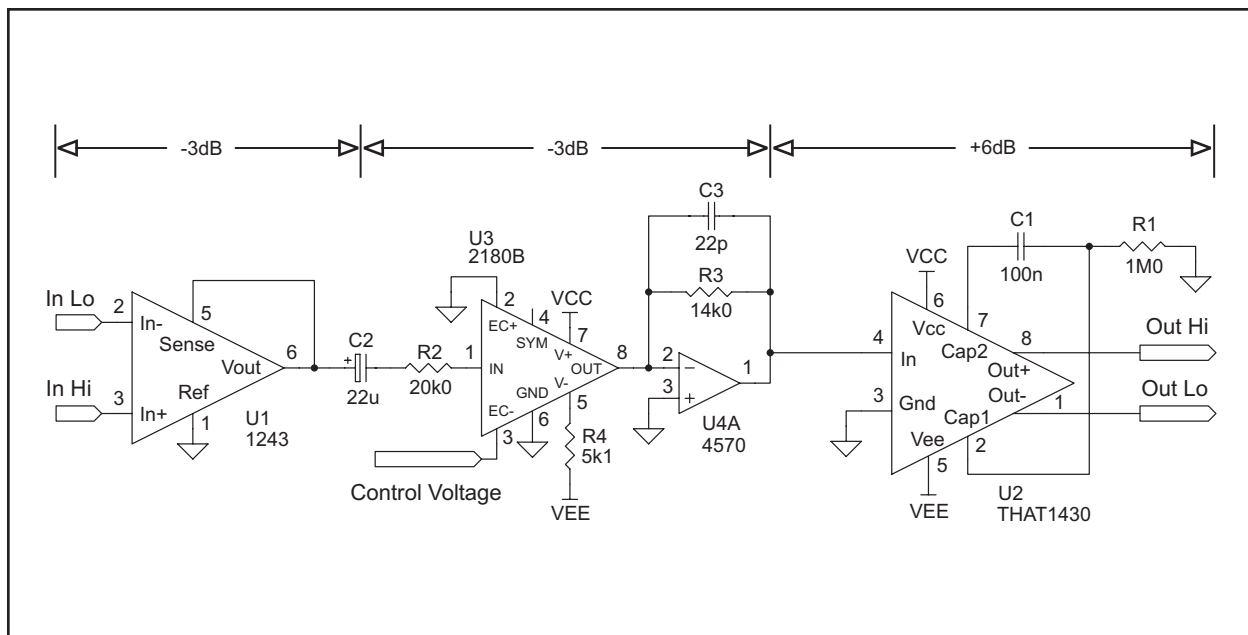 -3dB
-3dB
+6dB
In Lo
2
In-
5
Sense
Vout
6
In Hi
3
In+
Ref
1
U1
1243
C2
+
22u
R2
20k0
U3
2180B
2
EC+
4
SYM
VCC
7
V+
1
IN
OUT
8
V-
GND
5
EC-
3
6
R4
5k1
VEE
Control Voltage
C3
22p
R3
14k0
2
−
3
+
1
U4A
4570
VCC
6
Vcc
7
Cap2
C1
100n
R1
1M0
4
In
8
Out+
Out Hi
3
Gnd
Out-
1
Out Lo
Cap1
2
Vee
5
VEE
U2
THAT1430